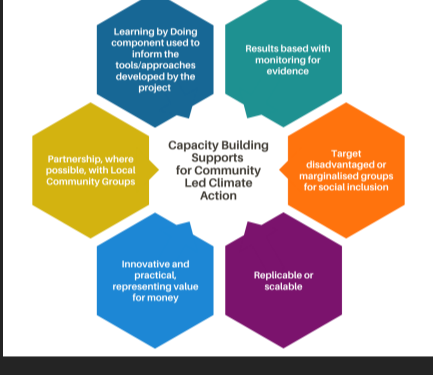 Learning by Doing
component used to
inform the
tools/approaches
developed by the
project
Results based with
monitoring for
evidence
Partnership, where
possible, with Local
Community Groups
Capacity Building
Supports
for Community
Led Climate
Action
Target
disadvantaged or
marginalised groups
for social inclusion
Innovative and
practical,
representing value
for money
Replicable or
scalable